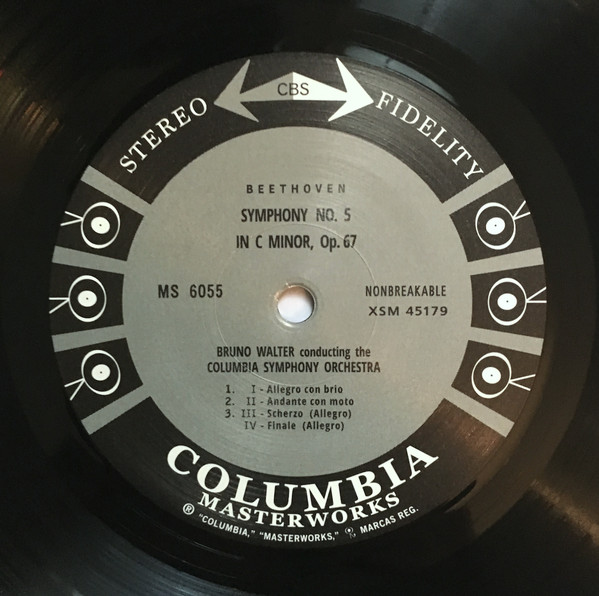 CBS
STEREO FIDELITY
BEETHOVEN
SYMPHONY NO. 5
IN C MINOR, Op. 67
MS 6055
NONBREAKABLE
XSM 45179
BRUNO WALTER conducting the
COLUMBIA SYMPHONY ORCHESTRA
1. I - Allegro con brio
2. II - Andante con moto
3. III - Scherzo (Allegro)
IV - Finale (Allegro)
COLUMBIA
MASTERWORKS
® "COLUMBIA," "MASTERWORKS," MARCAS REG.